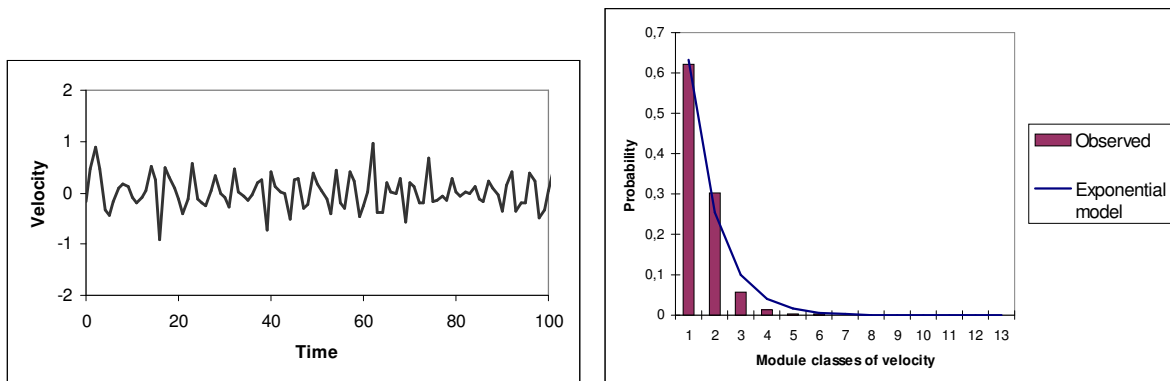 2
1
0
-1
-2
Velocity
0 20 40 60 80 100
Time
0,7
0,6
0,5
0,4
0,3
0,2
0,1
0
Probability
1 2 3 4 5 6 7 8 9 10 11 12 13
Module classes of velocity
Observed
Exponential
model